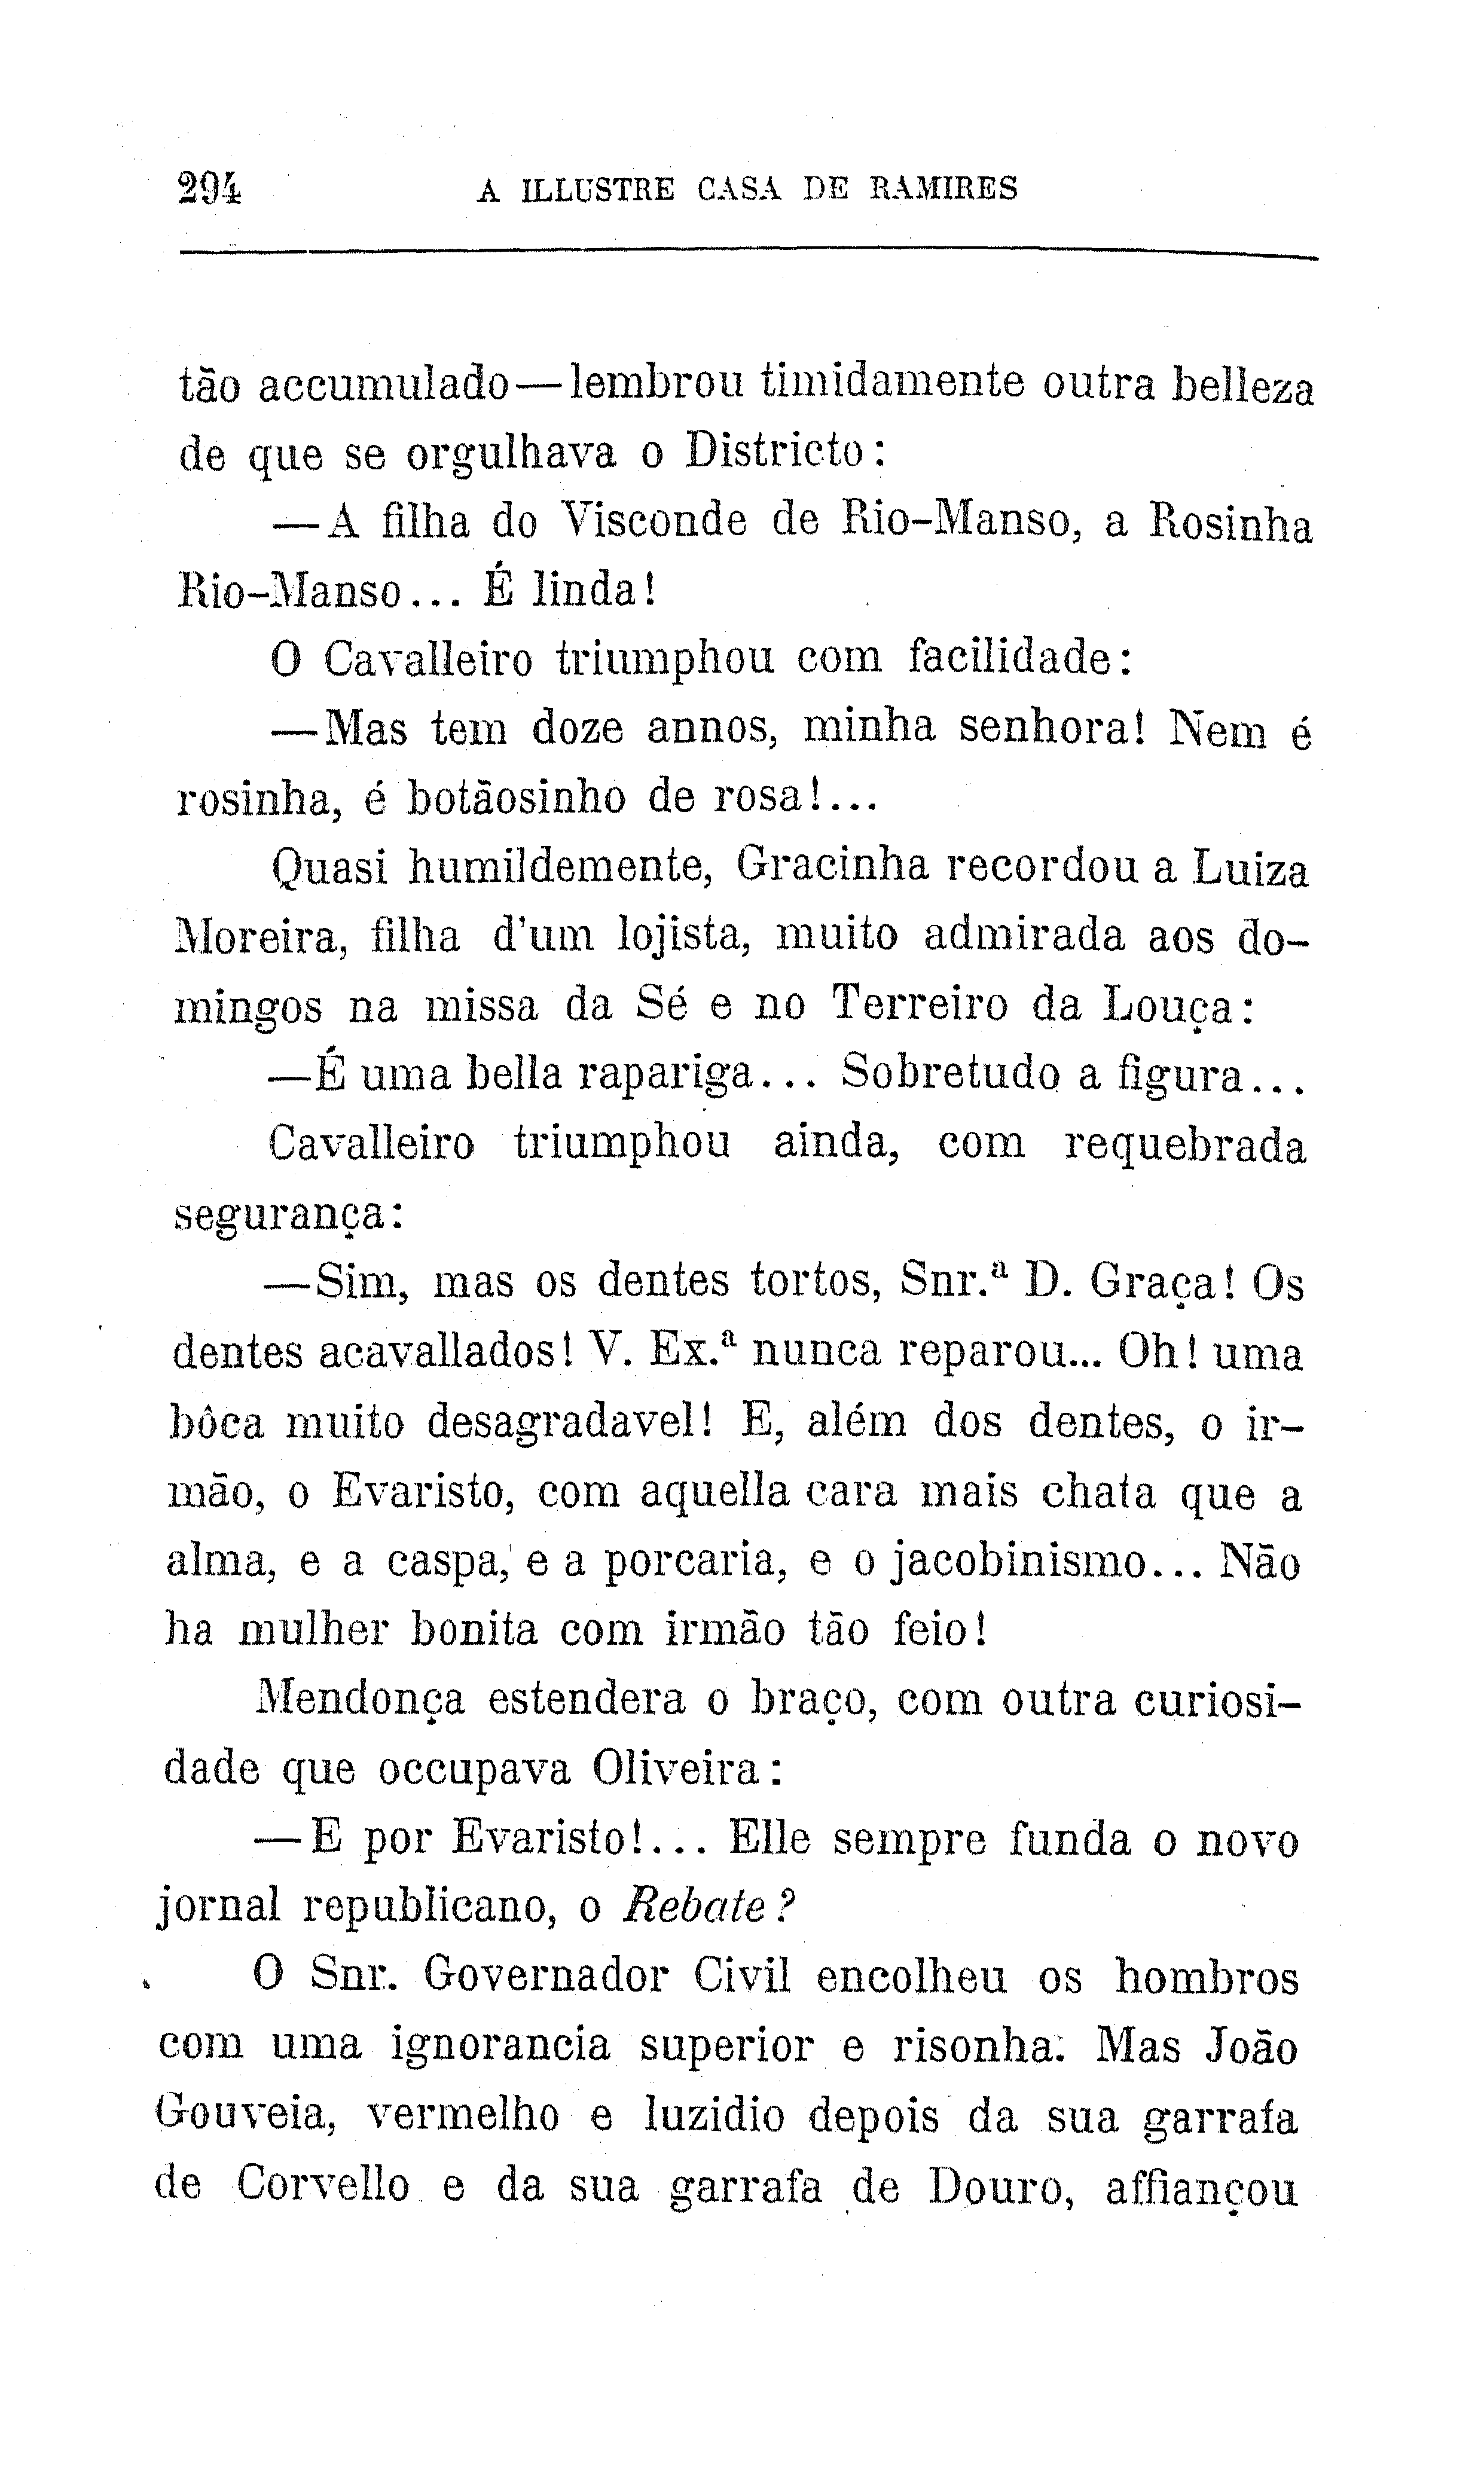 294 A ILLUSTRE CASA DE RAMIRES
tão accumulado—lembrou timidamente outra belleza
de que se orgulhava o Districto:
—A filha do Visconde de Rio-Manso, a Rosinha
Rio-Manso... É linda!
O Cavalleiro triumphou com facilidade:
—Mas tem doze annos, minha senhora! Nem é
rosinha, é botãosinho de rosa!...
Quasi humildemente, Gracinha recordou a Luiza
Moreira, filha d'um lojista, muito admirada aos do-
mingos na missa da Sé e no Terreiro da Louça:
—É uma bella rapariga... Sobretudo a figura...
Cavalleiro triumphou ainda, com requebrada
segurança:
—Sim, mas os dentes tortos, Snr.ª D. Graça! Os
dentes acavallados! V. Ex.ª nunca reparou... Oh! uma
bôca muito desagradavel! E, além dos dentes, o ir-
mão, o Evaristo, com aquella cara mais chata que a
alma, e a caspa, e a porcaria, e o jacobinismo... Não
ha mulher bonita com irmão tão feio!
Mendonça estendera o braço, com outra curiosi-
dade que occupava Oliveira:
—E por Evaristo!... Elle sempre funda o novo
jornal republicano, o Rebate?
O Snr. Governador Civil encolheu os hombros
com uma ignorancia superior e risonha. Mas João
Gouveia, vermelho e luzidio depois da sua garrafa
de Corvello e da sua garrafa de Douro, affiançou